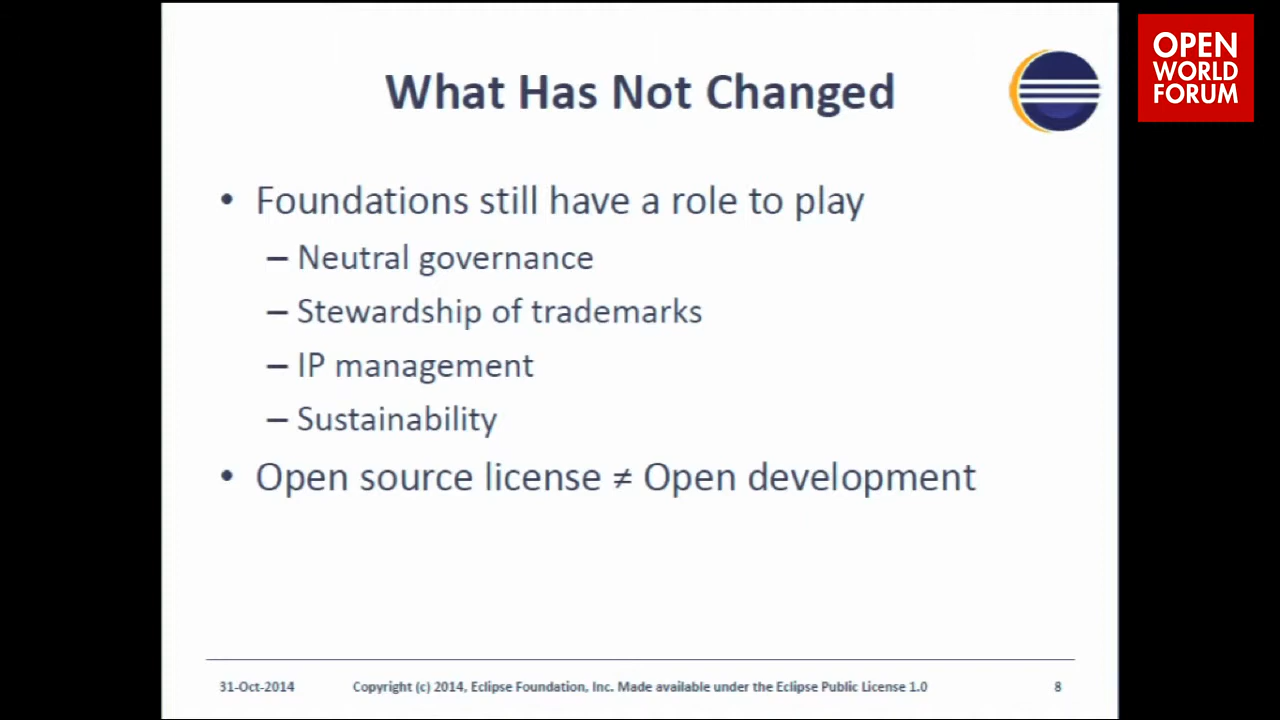 What Has Not Changed
OPEN
WORLD
FORUM
• Foundations still have a role to play
– Neutral governance
– Stewardship of trademarks
– IP management
– Sustainability
• Open source license ≠ Open development
31-Oct-2014
Copyright (c) 2014, Eclipse Foundation, Inc. Made available under the Eclipse Public License 1.0
8